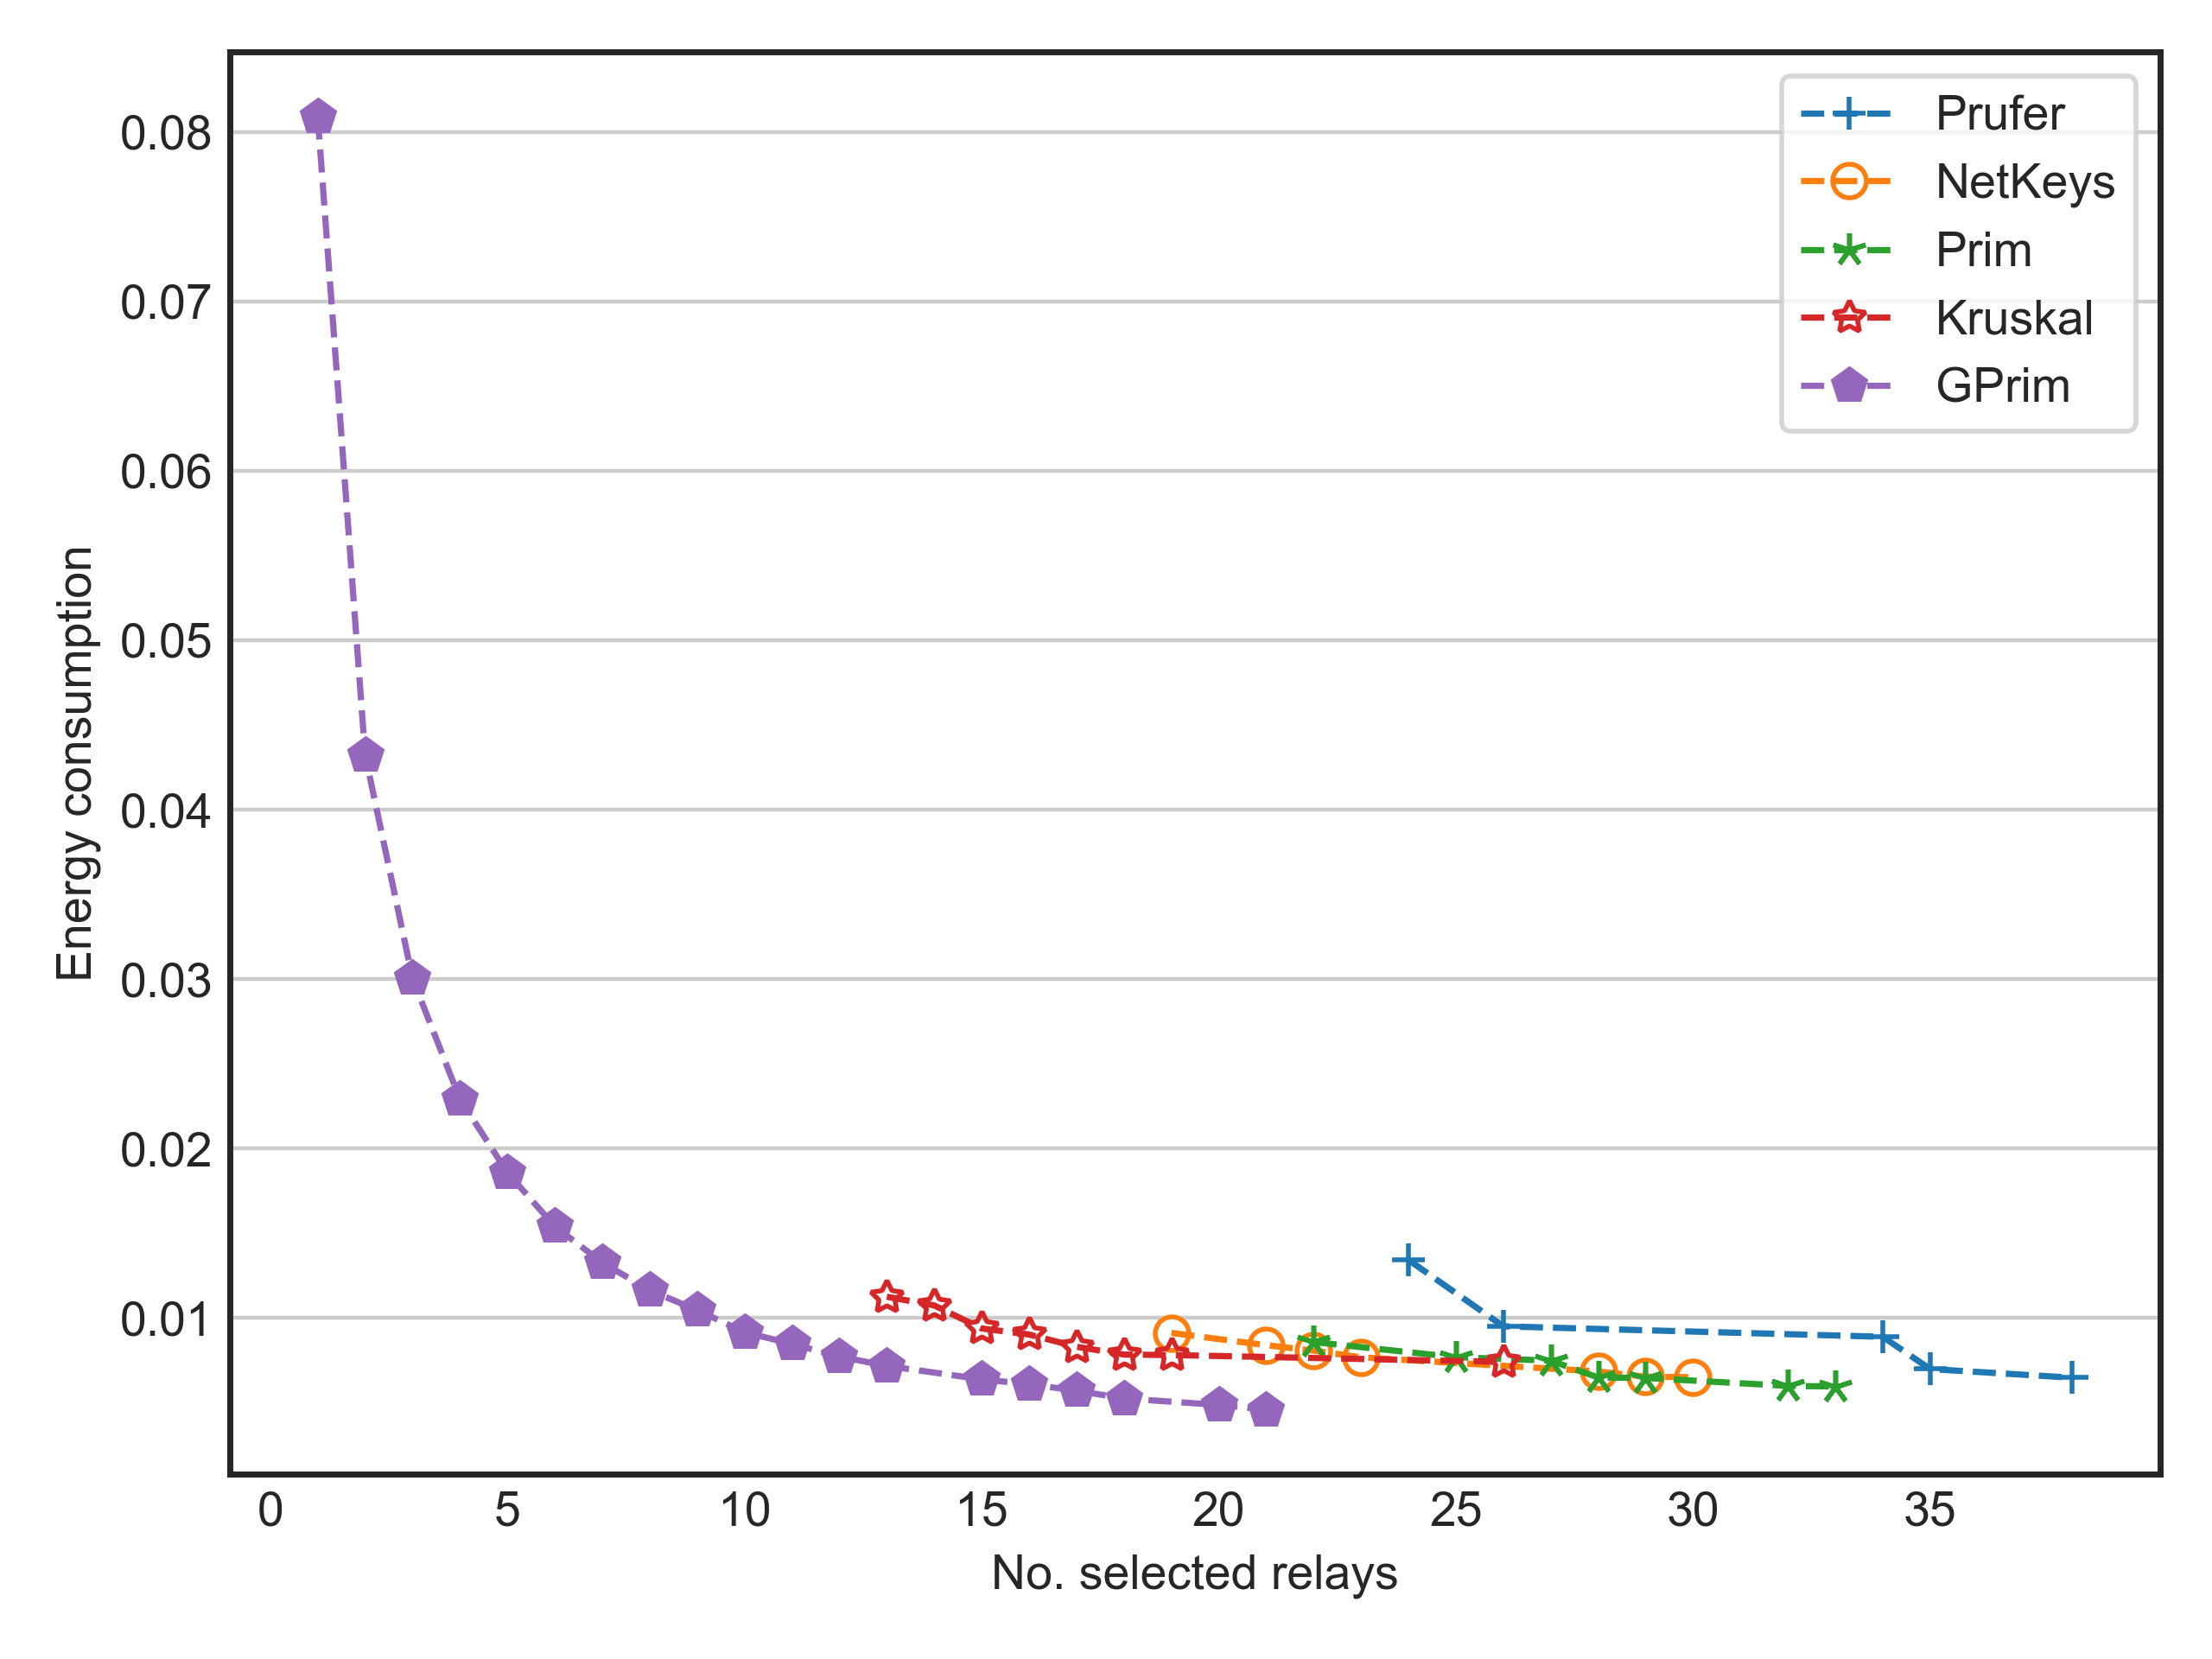 Prufer
NetKeys
Prim
Kruskal
GPrim
0.08
0.07
0.06
0.05
0.04
0.03
0.02
0.01
Energy consumption
0 5 10 15 20 25 30 35
No. selected relays